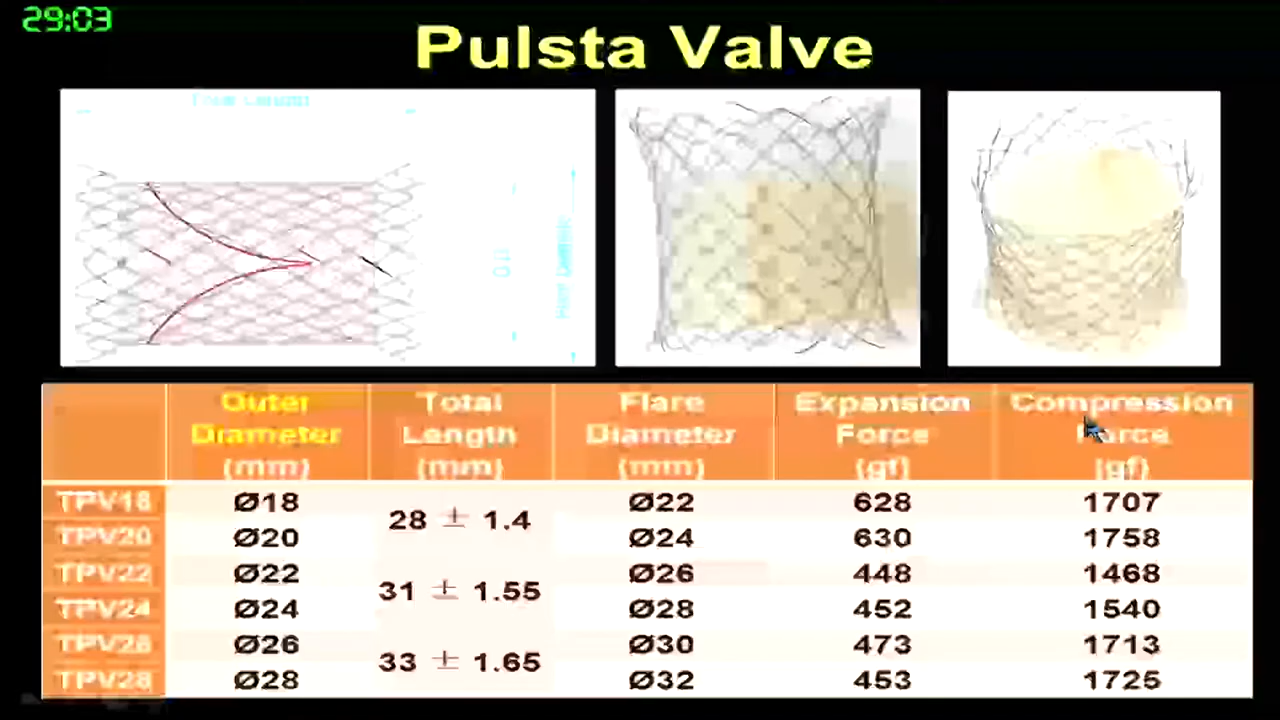 29:03
Pulsta Valve
Total Length
Outer Diameter (mm) Total Length (mm) Flare Diameter (mm) Expansion Force (gf) Compression Force (gf)
TPV18 Ø18 28 ± 1.4 Ø22 628 1707
TPV20 Ø20 Ø24 630 1758
TPV22 Ø22 31 ± 1.55 Ø26 448 1468
TPV24 Ø24 Ø28 452 1540
TPV26 Ø26 33 ± 1.65 Ø30 473 1713
TPV28 Ø28 Ø32 453 1725